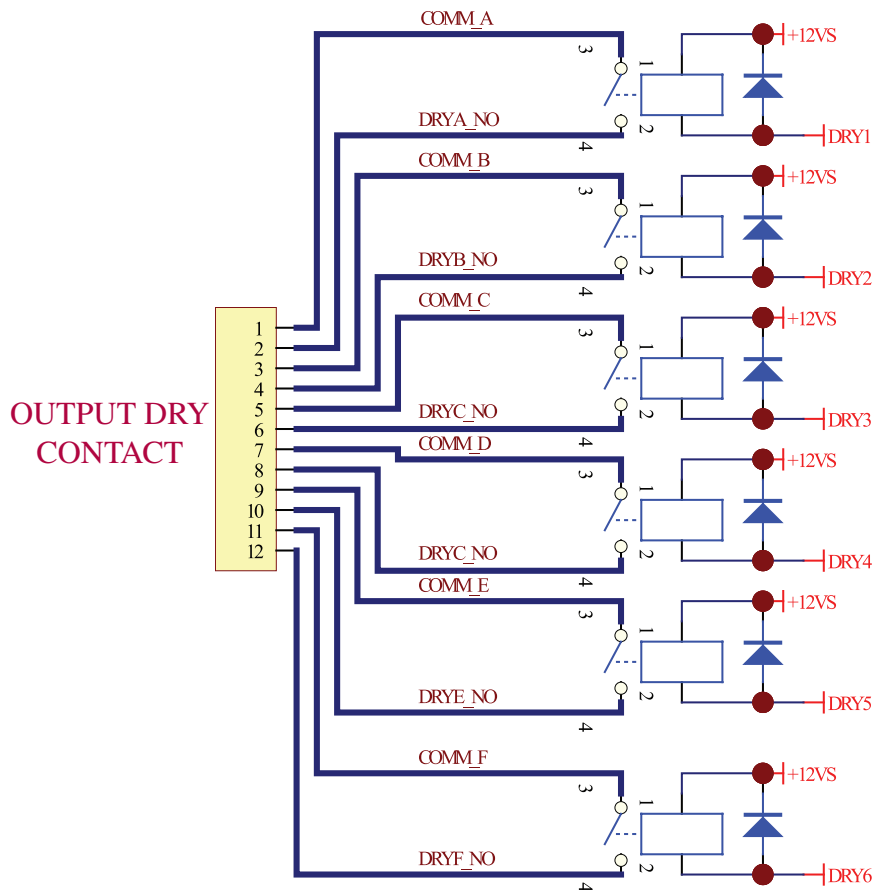 COMM_A
3
1
+12VS
DRYA_NO
4
2
DRY1
COMM_B
3
1
+12VS
DRYB_NO
4
2
DRY2
COMM_C
3
1
+12VS
DRYC_NO
4
2
DRY3
COMM_D
3
1
+12VS
DRYC_NO
4
2
DRY4
COMM_E
3
1
+12VS
DRYE_NO
4
2
DRY5
COMM_F
3
1
+12VS
DRYF_NO
4
2
DRY6
OUTPUT DRY
CONTACT
1
2
3
4
5
6
7
8
9
10
11
12